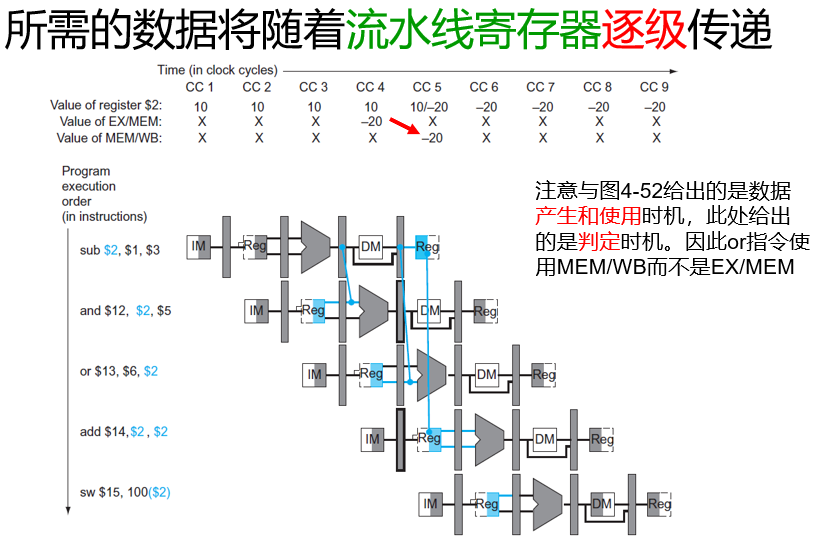 所需的数据将随着流水线寄存器逐级传递
Time (in clock cycles)
CC 1 CC 2 CC 3 CC 4 CC 5 CC 6 CC 7 CC 8 CC 9
Value of register $2: 10 10 10 10 10/–20 –20 –20 –20 –20
Value of EX/MEM: X X X –20 X X X X X
Value of MEM/WB: X X X X –20 X X X X
Program
execution
order
(in instructions)
注意与图4-52给出的是数据
产生和使用时机，此处给出
的是判定时机。因此or指令使
用MEM/WB而不是EX/MEM
sub $2, $1, $3
IM Reg DM Reg
and $12, $2, $5
IM Reg DM Reg
or $13, $6, $2
IM Reg DM Reg
add $14,$2 , $2
IM Reg DM Reg
sw $15, 100($2)
IM Reg DM Reg